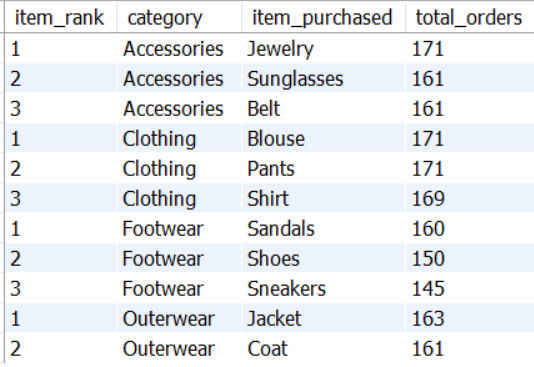 item_rank category item_purchased total_orders
1 Accessories Jewelry 171
2 Accessories Sunglasses 161
3 Accessories Belt 161
1 Clothing Blouse 171
2 Clothing Pants 171
3 Clothing Shirt 169
1 Footwear Sandals 160
2 Footwear Shoes 150
3 Footwear Sneakers 145
1 Outerwear Jacket 163
2 Outerwear Coat 161